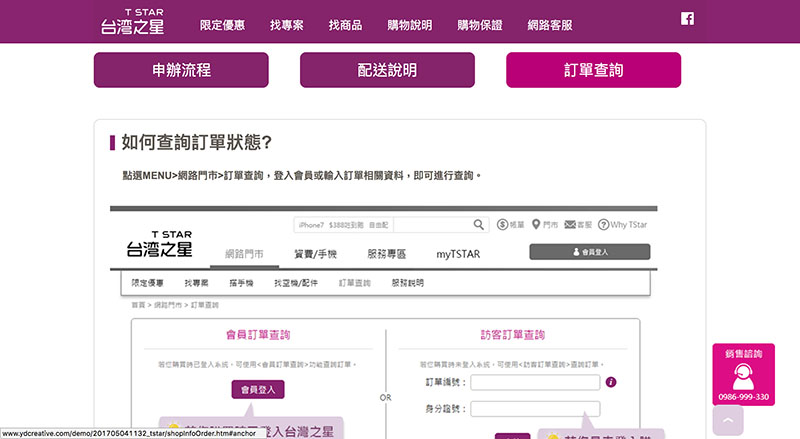 T STAR
台灣之星
限定優惠 找專案 找商品 購物說明 購物保證 網路客服
申辦流程 配送說明 訂單查詢
如何查詢訂單狀態?
點選MENU>網路門市>訂單查詢，登入會員或輸入訂單相關資料，即可進行查詢。
iPhone7 $388吃到飽 自由配 帳單 門市 客服 Why TStar
T STAR
台灣之星
網路門市 資費/手機 服務專區 myTSTAR 會員登入
限定優惠 找專案 搭手機 找空機/配件 訂單查詢 服務說明
首頁 > 網路門市 > 訂單查詢
會員訂單查詢 訪客訂單查詢
若您購買時已登入系統，可使用<會員訂單查詢>功能查詢訂單。 若您購買時未登入系統，可使用<訪客訂單查詢>查詢訂單。
會員登入
OR
訂單編號：
身分證號：
登入台灣之星
銷售諮詢
0986-999-330
www.ydcreative.com/demo/201705041132_tstar/shopInfoOrder.htm#anchor